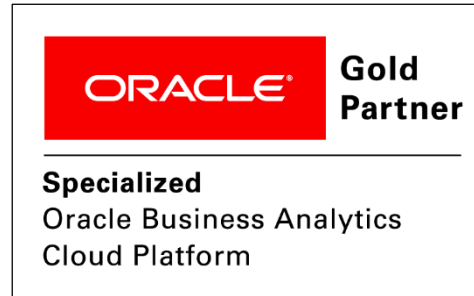 ORACLE®
Gold
Partner
Specialized
Oracle Business Analytics
Cloud Platform